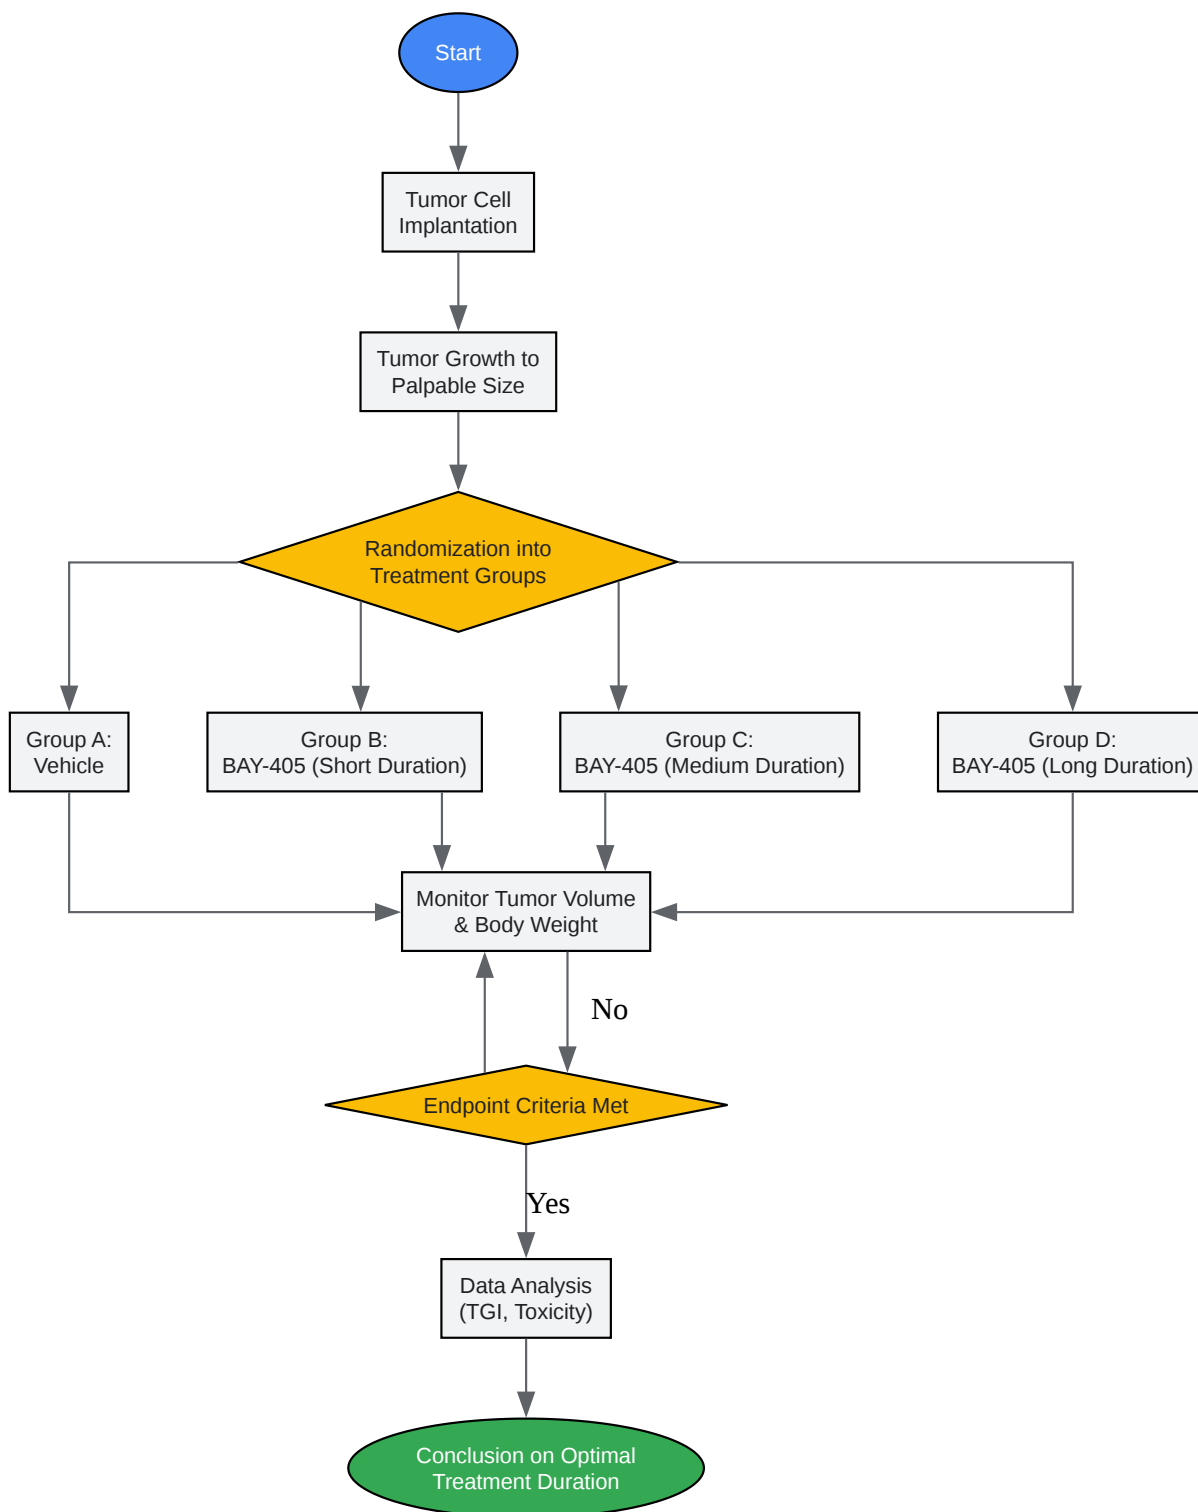 Start
Tumor Cell
Implantation
Tumor Growth to
Palpable Size
Randomization into
Treatment Groups
Group A:
Vehicle
Group B:
BAY-405 (Short Duration)
Group C:
BAY-405 (Medium Duration)
Group D:
BAY-405 (Long Duration)
Monitor Tumor Volume
& Body Weight
No
Endpoint Criteria Met
Yes
Data Analysis
(TGI, Toxicity)
Conclusion on Optimal
Treatment Duration